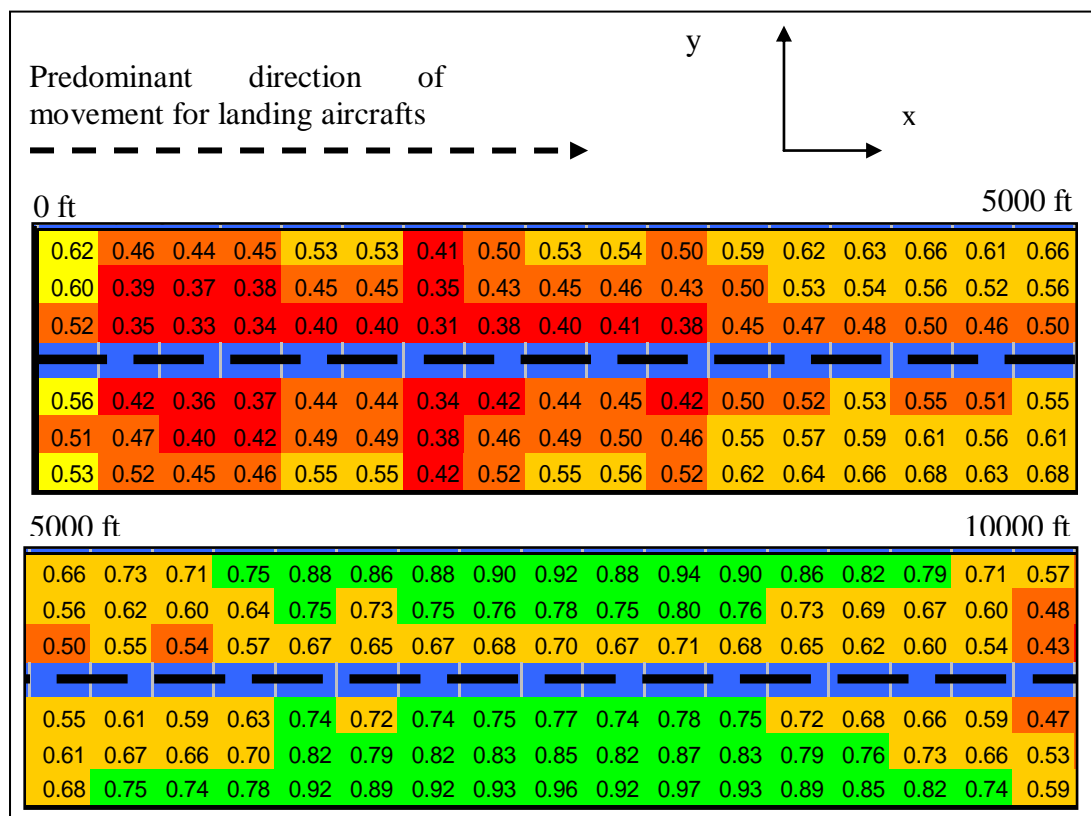 y
Predominant direction of
movement for landing aircrafts
x
0 ft 5000 ft
0.62 0.46 0.44 0.45 0.53 0.53 0.41 0.50 0.53 0.54 0.50 0.59 0.62 0.63 0.66 0.61 0.66
0.60 0.39 0.37 0.38 0.45 0.45 0.35 0.43 0.45 0.46 0.43 0.50 0.53 0.54 0.56 0.52 0.56
0.52 0.35 0.33 0.34 0.40 0.40 0.31 0.38 0.40 0.41 0.38 0.45 0.47 0.48 0.50 0.46 0.50
0.56 0.42 0.36 0.37 0.44 0.44 0.34 0.42 0.44 0.45 0.42 0.50 0.52 0.53 0.55 0.51 0.55
0.51 0.47 0.40 0.42 0.49 0.49 0.38 0.46 0.49 0.50 0.46 0.55 0.57 0.59 0.61 0.56 0.61
0.53 0.52 0.45 0.46 0.55 0.55 0.42 0.52 0.55 0.56 0.52 0.62 0.64 0.66 0.68 0.63 0.68
5000 ft 10000 ft
0.66 0.73 0.71 0.75 0.88 0.86 0.88 0.90 0.92 0.88 0.94 0.90 0.86 0.82 0.79 0.71 0.57
0.56 0.62 0.60 0.64 0.75 0.73 0.75 0.76 0.78 0.75 0.80 0.76 0.73 0.69 0.67 0.60 0.48
0.50 0.55 0.54 0.57 0.67 0.65 0.67 0.68 0.70 0.67 0.71 0.68 0.65 0.62 0.60 0.54 0.43
0.55 0.61 0.59 0.63 0.74 0.72 0.74 0.75 0.77 0.74 0.78 0.75 0.72 0.68 0.66 0.59 0.47
0.61 0.67 0.66 0.70 0.82 0.79 0.82 0.83 0.85 0.82 0.87 0.83 0.79 0.76 0.73 0.66 0.53
0.68 0.75 0.74 0.78 0.92 0.89 0.92 0.93 0.96 0.92 0.97 0.93 0.89 0.85 0.82 0.74 0.59